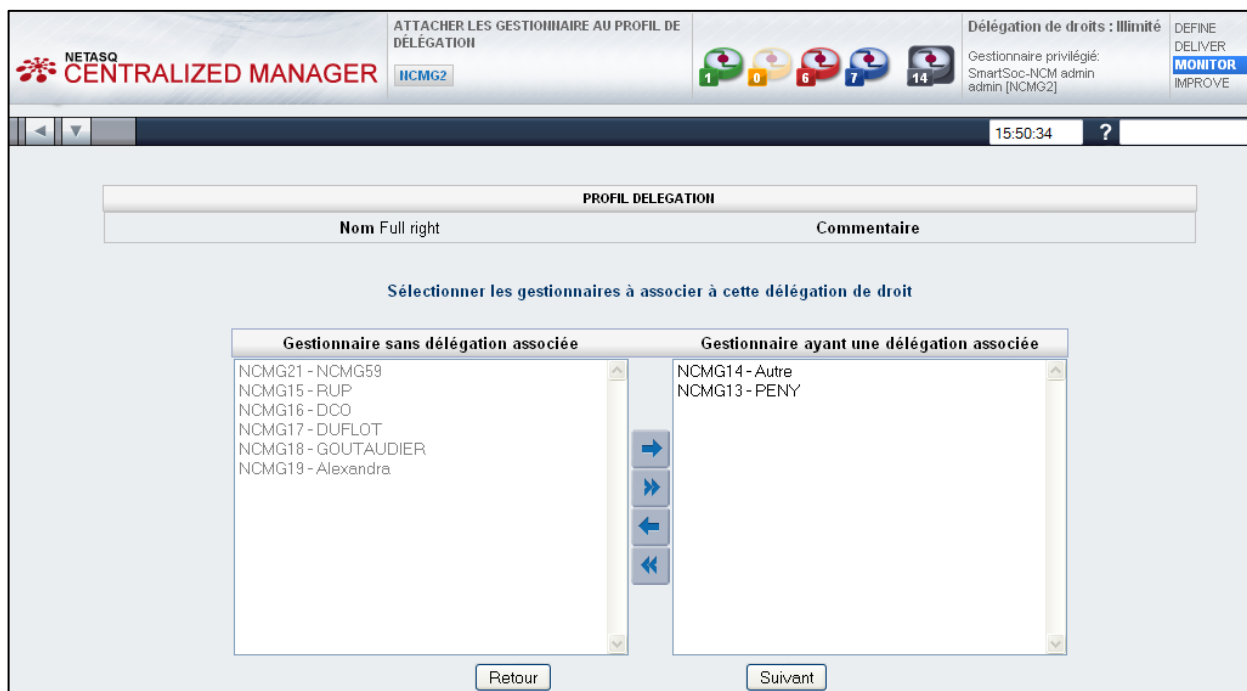 NETASQ
CENTRALIZED MANAGER
ATTACHER LES GESTIONNAIRE AU PROFIL DE
DÉLÉGATION
NCMG2
1
0
6
7
14
Délégation de droits : Illimité
Gestionnaire privilégié:
SmartSoc-NCM admin
admin [NCMG2]
DEFINE
DELIVER
MONITOR
IMPROVE
15:50:34
?
PROFIL DELEGATION
Nom Full right
Commentaire
Sélectionner les gestionnaires à associer à cette délégation de droit
Gestionnaire sans délégation associée
Gestionnaire ayant une délégation associée
NCMG21 - NCMG59
NCMG15 - RUP
NCMG16 - DCO
NCMG17 - DUFLOT
NCMG18 - GOUTAUDIER
NCMG19 - Alexandra
NCMG14 - Autre
NCMG13 - PENY
Retour
Suivant